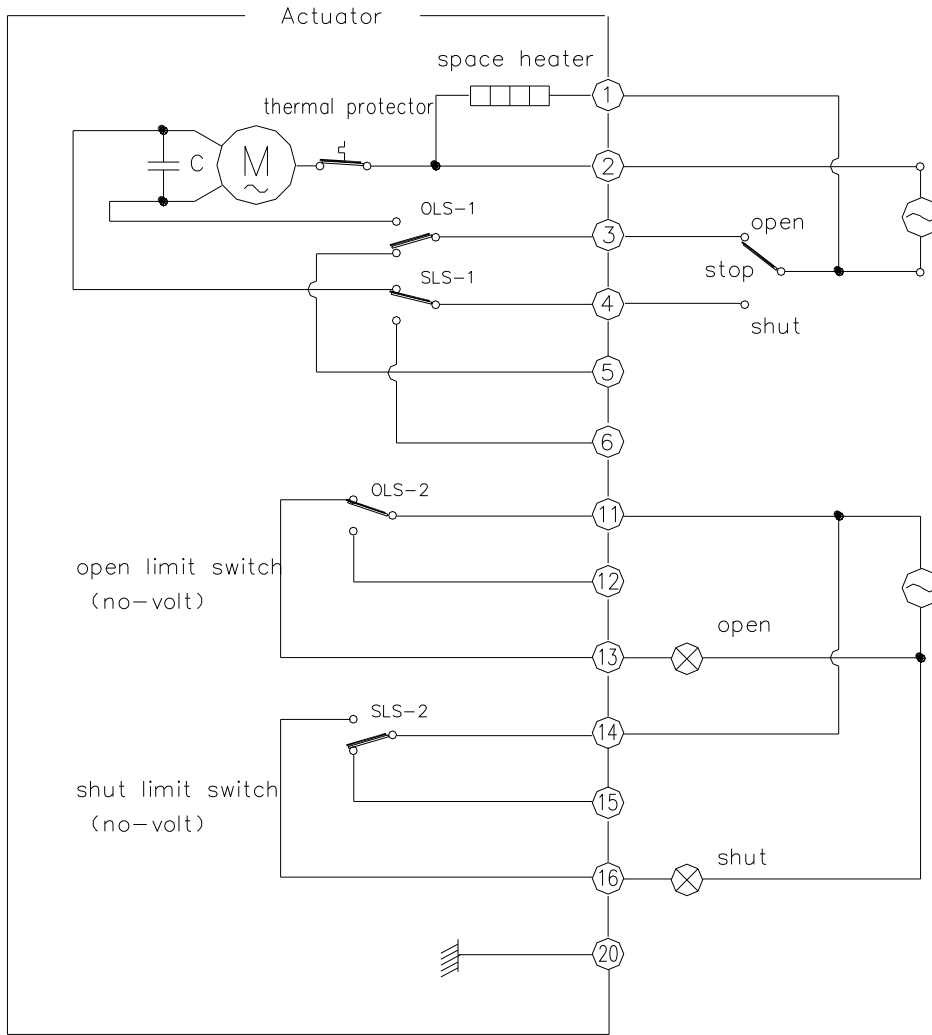 Actuator
space heater
1
thermal protector
C
M
2
OLS-1
3
open
stop
SLS-1
4
shut
5
6
OLS-2
11
open limit switch
(no-volt)
12
open
13
SLS-2
14
shut limit switch
(no-volt)
15
shut
16
20